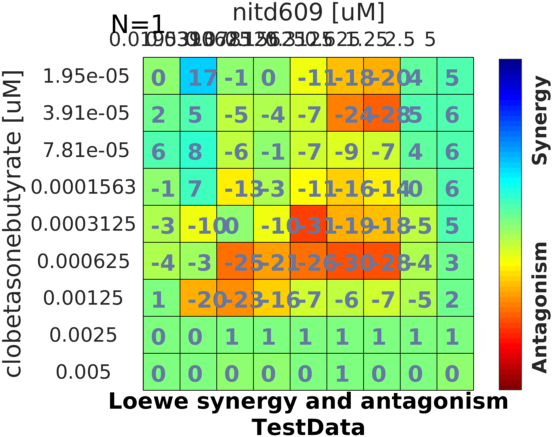 N=1
nitd609 [uM]
1.25 2.5 5
clobetasonebutyrate [uM]
1.95e-05 0 17 -1 0 -11 -18 -20 4 5
3.91e-05 2 5 -5 -4 -7 -24 -28 5 6
7.81e-05 6 8 -6 -1 -7 -9 -7 4 6
0.0001563 -1 7 -13 -3 -11 -16 -14 0 6
0.0003125 -3 -10 0 -10 -31 -19 -18 -5 5
0.000625 -4 -3 -25 -21 -26 -30 -28 -4 3
0.00125 1 -20 -23 -16 -7 -6 -7 -5 2
0.0025 0 0 1 1 1 1 1 1 1
0.005 0 0 0 0 0 1 0 0 0
Synergy
Antagonism
Loewe synergy and antagonism
TestData